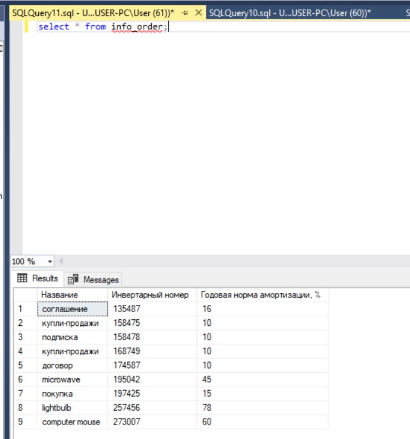 SQLQuery11.sql - U...USER-PC\User (61))* SQLQuery10.sql - U...USER-PC\User (60))*
select * from info_order;
100 %
Results Messages
Название Инвертарный номер Годовая норма амортизации, %
1 соглашение 135487 16
2 купли-продажи 158475 10
3 подписка 158478 10
4 купли-продажи 168749 10
5 договор 174587 10
6 microwave 195042 45
7 покупка 197425 15
8 lightbulb 257456 78
9 computer mouse 273007 60